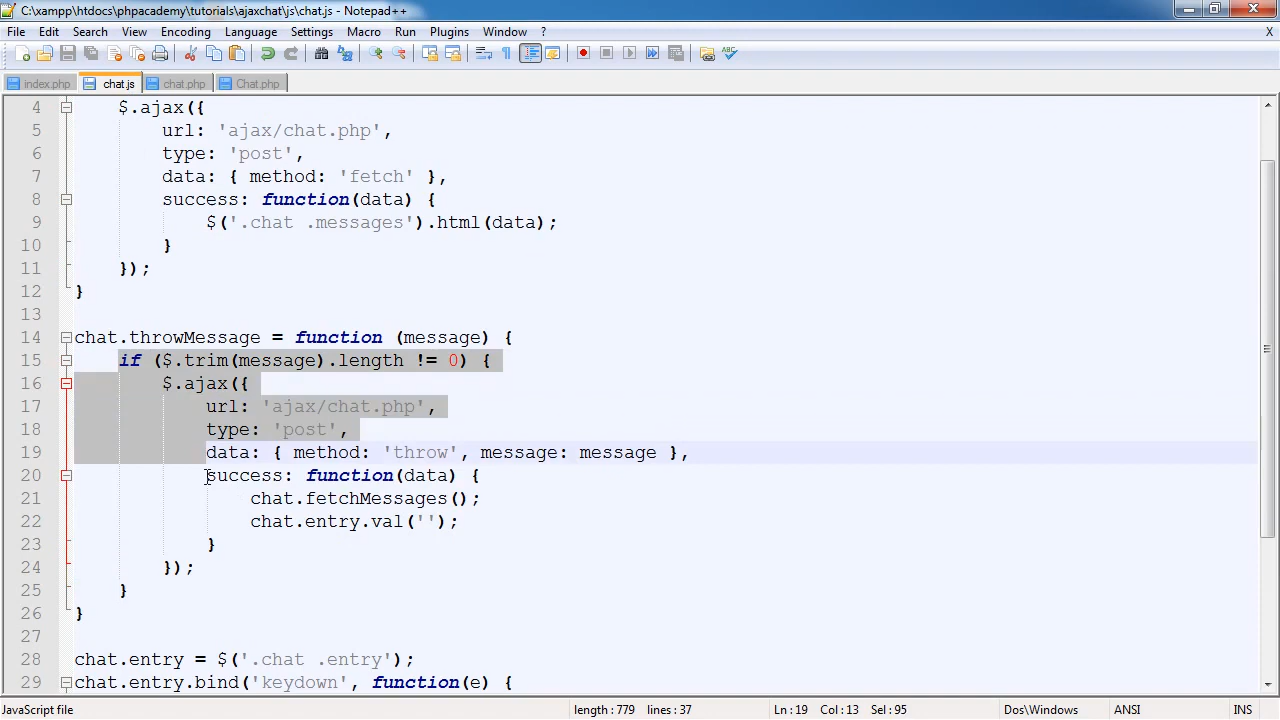 C:\xampp\htdocs\phpacademy\tutorials\ajaxchat\js\chat.js - Notepad++
File Edit Search View Encoding Language Settings Macro Run Plugins Window ? X
index.php chat.js chat.php Chat.php
4 $.ajax({
5 url: 'ajax/chat.php',
6 type: 'post',
7 data: { method: 'fetch' },
8 success: function(data) {
9 $('.chat .messages').html(data);
10 }
11 });
12 }
13
14 chat.throwMessage = function (message) {
15 if ($.trim(message).length != 0) {
16 $.ajax({
17 url: 'ajax/chat.php',
18 type: 'post',
19 data: { method: 'throw', message: message },
20 success: function(data) {
21 chat.fetchMessages();
22 chat.entry.val('');
23 }
24 });
25 }
26 }
27
28 chat.entry = $('.chat .entry');
29 chat.entry.bind('keydown', function(e) {
JavaScript file length : 779 lines : 37 Ln : 19 Col : 13 Sel : 95 Dos\Windows ANSI INS